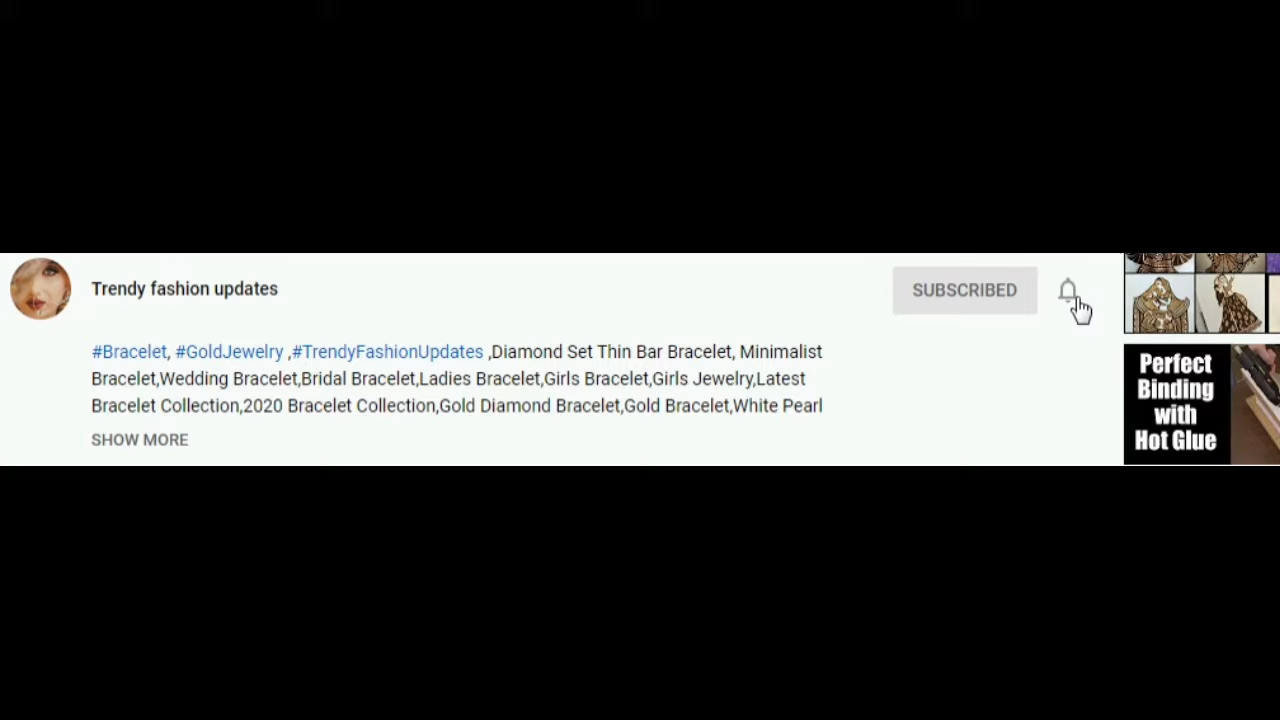 Trendy fashion updates
SUBSCRIBED
#Bracelet, #GoldJewelry ,#TrendyFashionUpdates ,Diamond Set Thin Bar Bracelet, Minimalist
Bracelet,Wedding Bracelet,Bridal Bracelet,Ladies Bracelet,Girls Bracelet,Girls Jewelry,Latest
Bracelet Collection,2020 Bracelet Collection,Gold Diamond Bracelet,Gold Bracelet,White Pearl
SHOW MORE
Perfect
Binding
with
Hot Glue